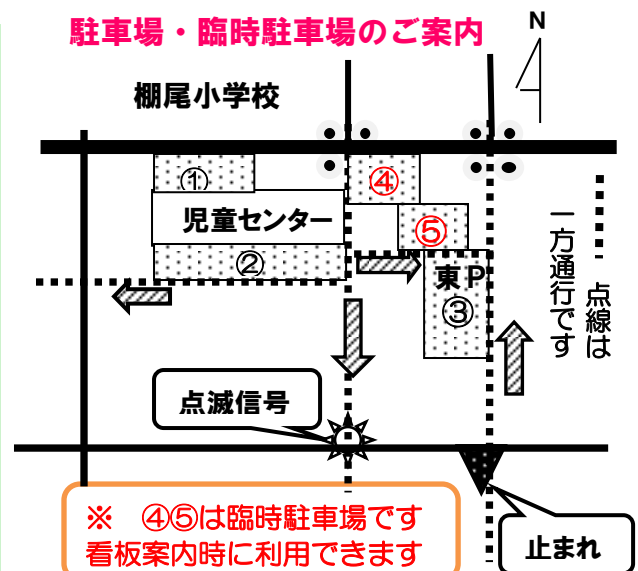 駐車場・臨時駐車場のご案内
N
棚尾小学校
①
④
児童センター
⑤
②
東P
③
点線は
一方通行です
点滅信号
※ ④⑤は臨時駐車場です
看板案内時に利用できます
止まれ